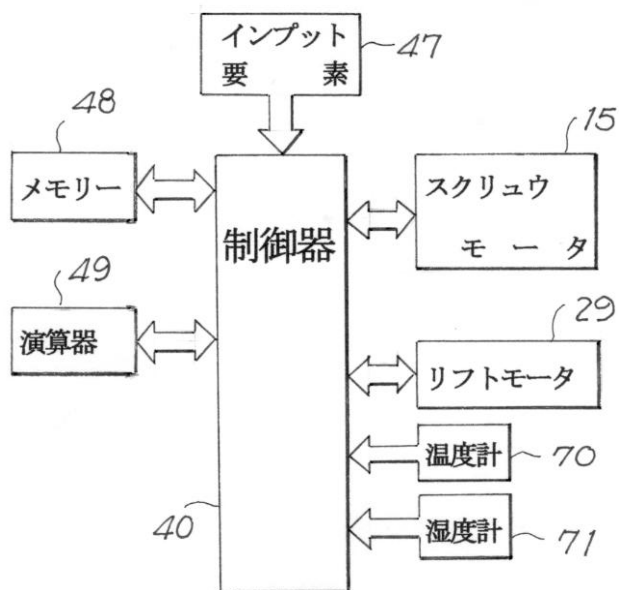 インプット
要素
47
48
メモリー
15
スクリュウ
モータ
制御器
49
演算器
29
リフトモータ
温度計
70
40
湿度計
71